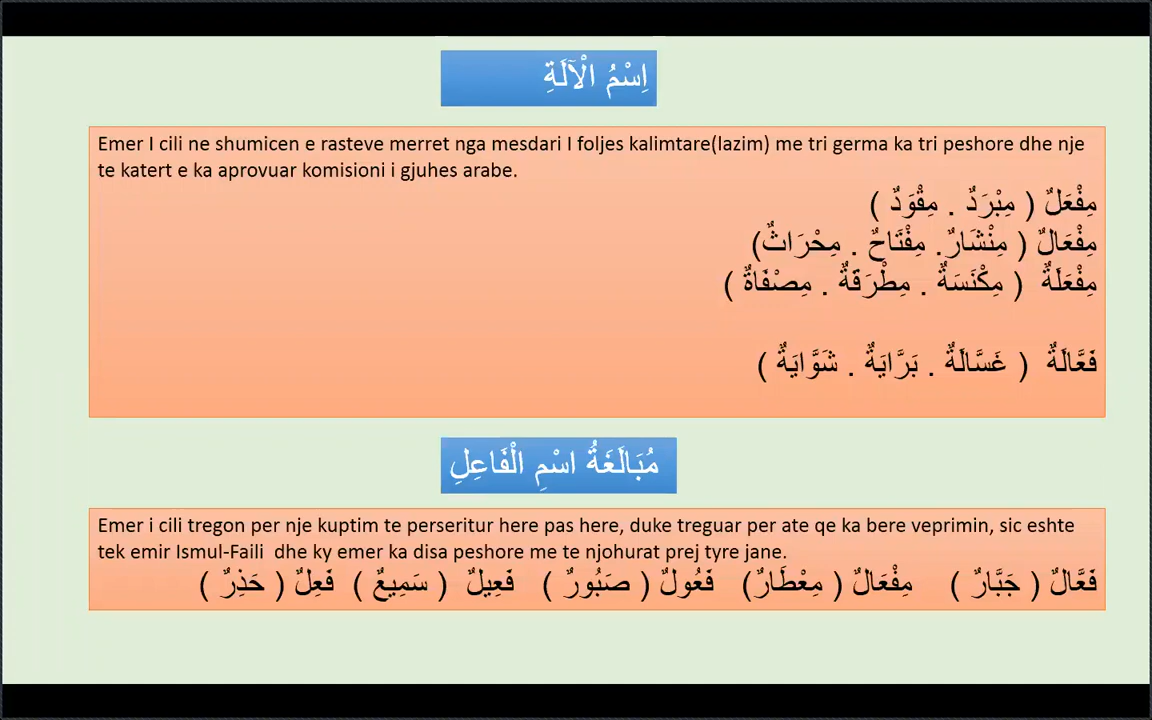 اِسْمُ الْآلَةِ
Emer I cili ne shumicen e rasteve merret nga mesdari I foljes kalimtare(lazim) me tri germa ka tri peshore dhe nje
te katert e ka aprovuar komisioni i gjuhes arabe.
مِفْعَلٌ ( مِبْرَدٌ . مِقْوَدٌ )
مِفْعَالٌ ( مِنْشَارٌ. مِفْتَاحٌ . مِحْرَاثٌ)
مِفْعَلَةٌ ( مِكْنَسَةٌ . مِطْرَقَةٌ . مِصْفَاةٌ )
فَعَّالَةٌ ( غَسَّالَةٌ . بَرَّايَةٌ . شَوَّايَةٌ )
مُبَالَغَةُ اسْمِ الْفَاعِلِ
Emer i cili tregon per nje kuptim te perseritur here pas here, duke treguar per ate qe ka bere veprimin, sic eshte
tek emir Ismul-Faili dhe ky emer ka disa peshore me te njohurat prej tyre jane.
فَعَّالٌ ( جَبَّارٌ ) مِفْعَالٌ ( مِعْطَارٌ) فَعُولٌ ( صَبُورٌ ) فَعِيلٌ ( سَمِيعٌ ) فَعِلٌ ( حَذِرٌ )